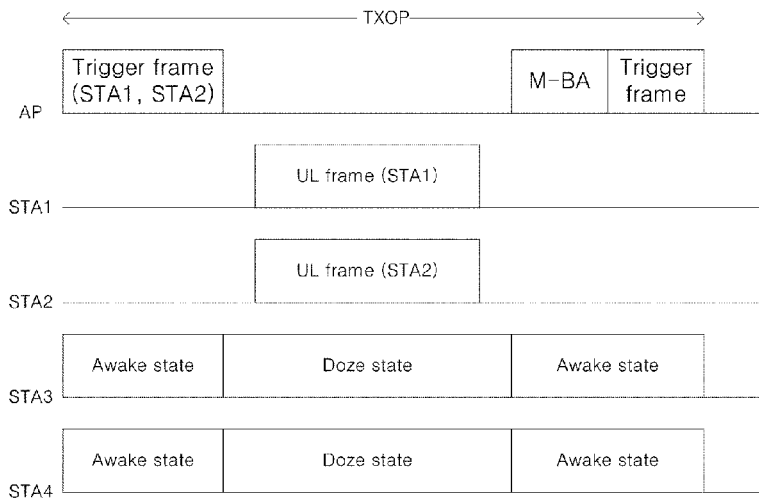 TXOP
Trigger frame
(STA1, STA2)
M-BA
Trigger
frame
AP
UL frame (STA1)
STA1
UL frame (STA2)
STA2
Awake state
Doze state
Awake state
STA3
Awake state
Doze state
Awake state
STA4